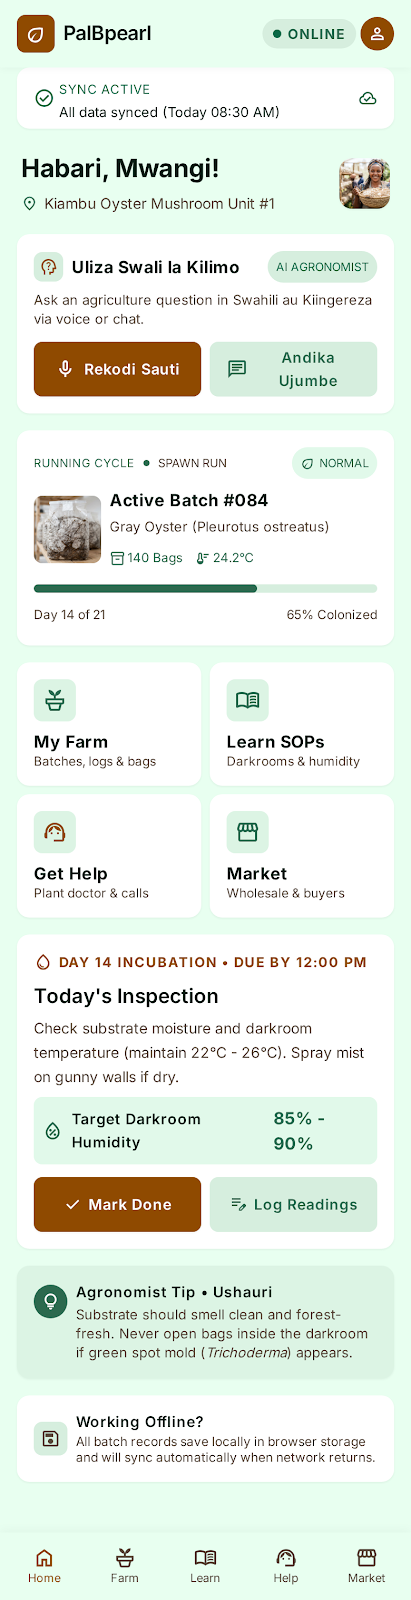 PalBpearl
ONLINE
SYNC ACTIVE
All data synced (Today 08:30 AM)
Habari, Mwangi!
Kiambu Oyster Mushroom Unit #1
Uliza Swali la Kilimo
AI AGRONOMIST
Ask an agriculture question in Swahili au Kiingereza
via voice or chat.
Rekodi Sauti
Andika
Ujumbe
RUNNING CYCLE • SPAWN RUN
NORMAL
Active Batch #084
Gray Oyster (Pleurotus ostreatus)
140 Bags
24.2°C
Day 14 of 21
65% Colonized
My Farm
Batches, logs & bags
Learn SOPs
Darkrooms & humidity
Get Help
Plant doctor & calls
Market
Wholesale & buyers
DAY 14 INCUBATION • DUE BY 12:00 PM
Today's Inspection
Check substrate moisture and darkroom
temperature (maintain 22°C - 26°C). Spray mist
on gunny walls if dry.
Target Darkroom
Humidity
85% -
90%
Mark Done
Log Readings
Agronomist Tip • Ushauri
Substrate should smell clean and forest-
fresh. Never open bags inside the darkroom
if green spot mold (Trichoderma) appears.
Working Offline?
All batch records save locally in browser storage
and will sync automatically when network returns.
Home
Farm
Learn
Help
Market